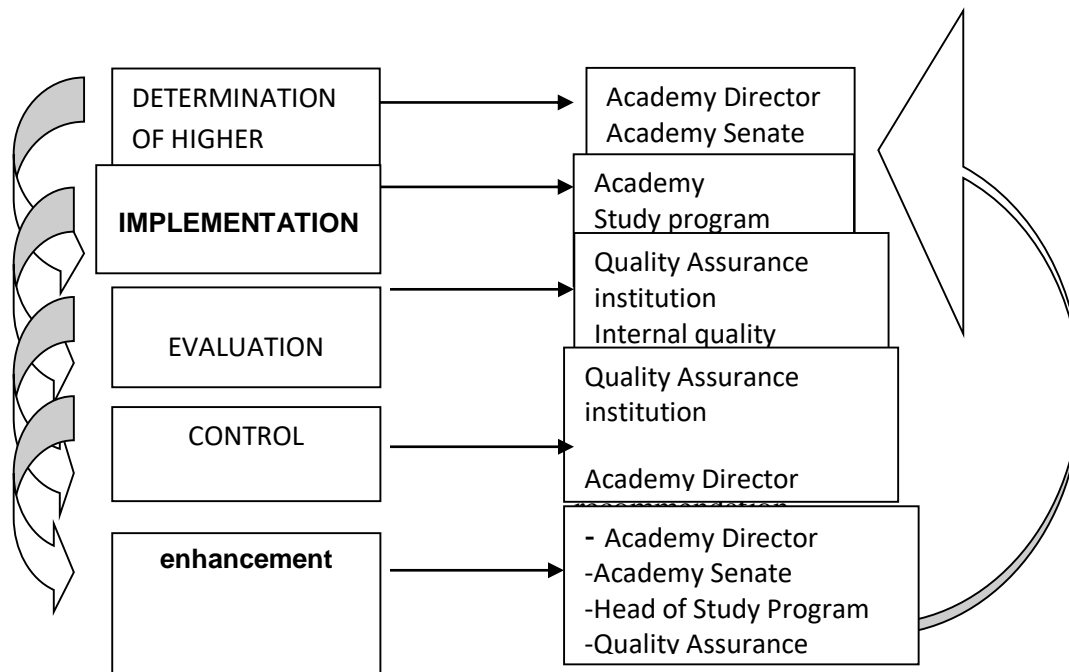 DETERMINATION
OF HIGHER
Academy Director
Academy Senate
IMPLEMENTATION
Academy
Study program
EVALUATION
Quality Assurance
institution
Internal quality
CONTROL
Quality Assurance
institution
Academy Director
enhancement
- Academy Director
-Academy Senate
-Head of Study Program
-Quality Assurance